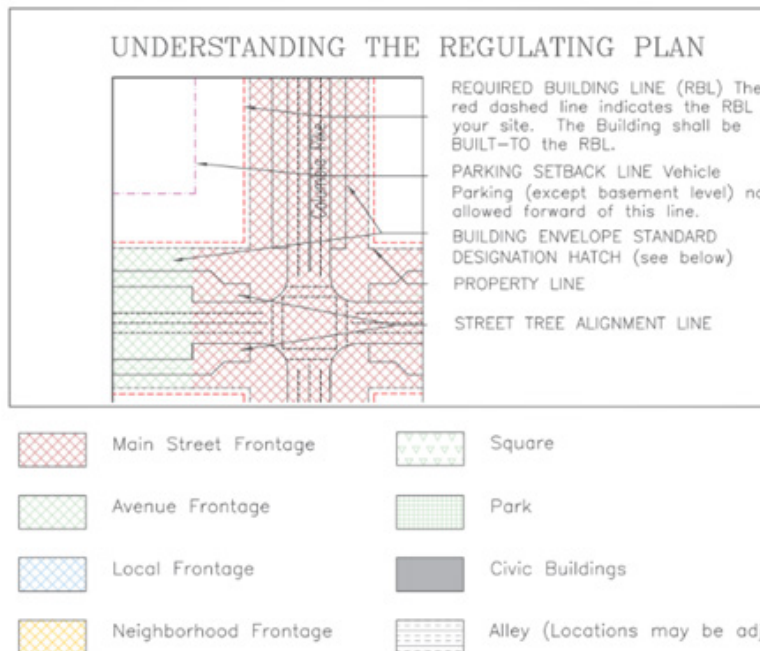 UNDERSTANDING THE REGULATING PLAN
REQUIRED BUILDING LINE (RBL) The
red dashed line indicates the RBL
your site. The Building shall be
BUILT-TO the RBL.
PARKING SETBACK LINE Vehicle
Parking (except basement level) no
allowed forward of this line.
BUILDING ENVELOPE STANDARD
DESIGNATION HATCH (see below)
PROPERTY LINE
STREET TREE ALIGNMENT LINE
Columbia Pike
Main Street Frontage
Square
Avenue Frontage
Park
Local Frontage
Civic Buildings
Neighborhood Frontage
Alley (Locations may be adj